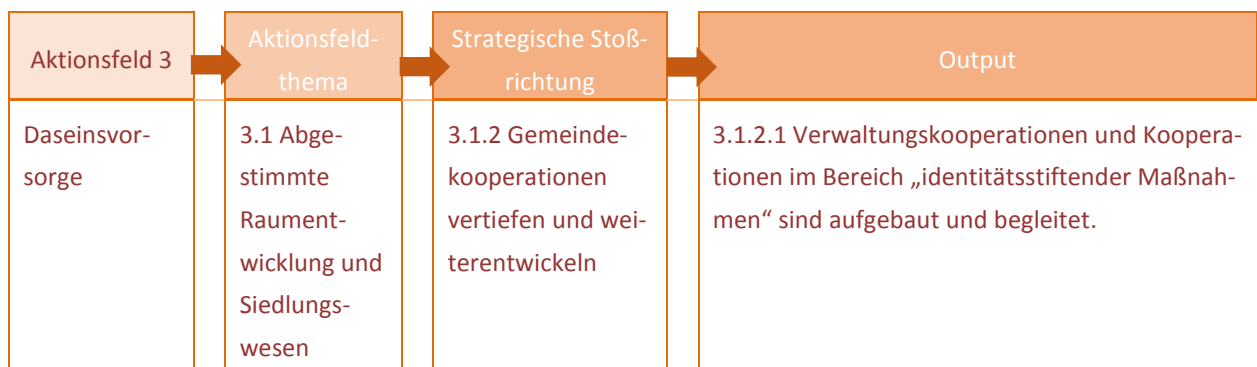 Aktionsfeld 3
Aktionsfeld-
thema
Strategische Stoß-
richtung
Output
Daseinsvor-
sorge
3.1 Abge-
stimmte
Raument-
wicklung und
Siedlungs-
wesen
3.1.2 Gemeinde-
kooperationen
vertiefen und wei-
terentwickeln
3.1.2.1 Verwaltungskooperationen und Koopera-
tionen im Bereich „identitätsstiftender Maßnah-
men“ sind aufgebaut und begleitet.